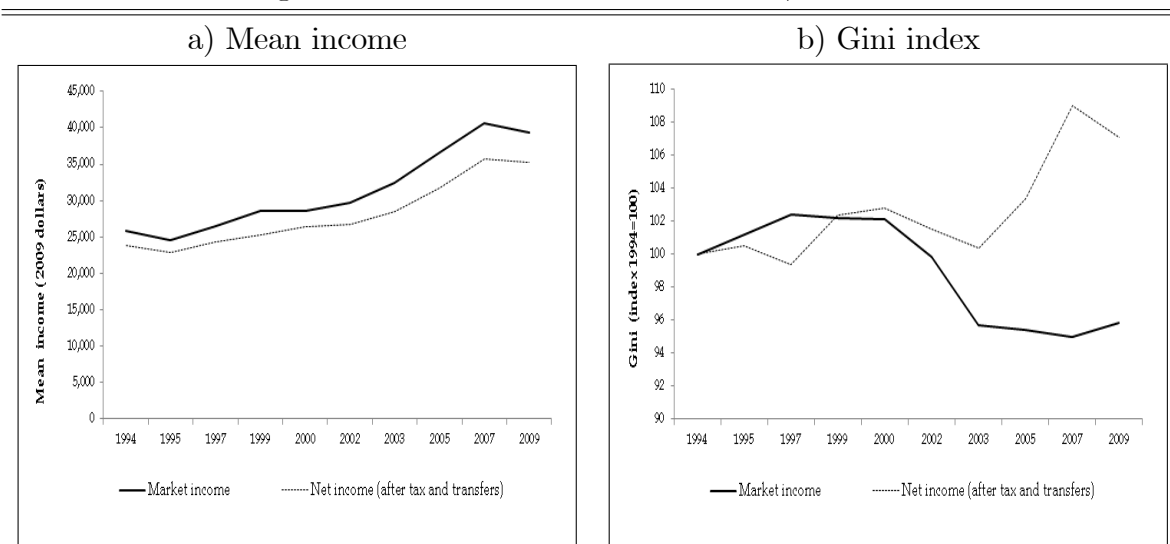 a) Mean income
b) Gini index
Mean income (2009 dollars)
45,000
40,000
35,000
30,000
25,000
20,000
15,000
10,000
5,000
0
1994 1995 1997 1999 2000 2002 2003 2005 2007 2009
Market income Net income (after tax and transfers)
Gini (index1994=100)
110
108
106
104
102
100
98
96
94
92
90
1994 1995 1997 1999 2000 2002 2003 2005 2007 2009
Market income Net income (after tax and transfers)